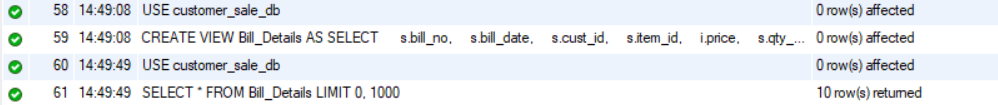 58 14:49:08 USE customer_sale_db 0 row(s) affected
59 14:49:08 CREATE VIEW Bill_Details AS SELECT s.bill_no, s.bill_date, s.cust_id, s.item_id, i.price, s.qty_... 0 row(s) affected
60 14:49:49 USE customer_sale_db 0 row(s) affected
61 14:49:49 SELECT * FROM Bill_Details LIMIT 0, 1000 10 row(s) returned